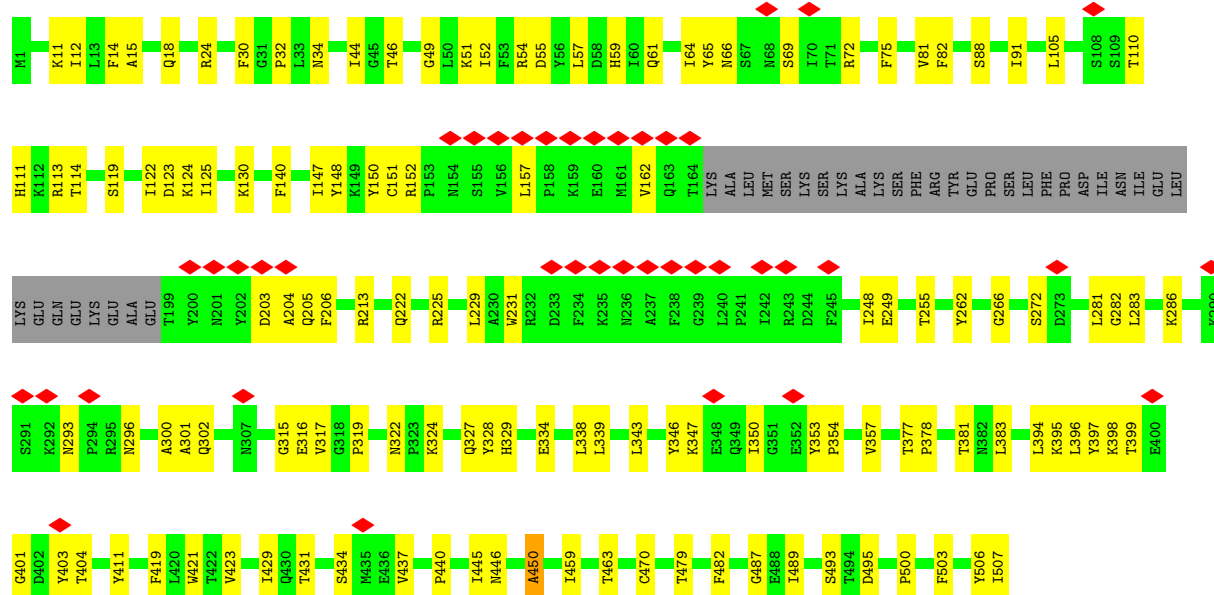 M1 K11 I12 L13 F14 A15 Q18 R24 F30 G31 P32 L33 N34 I44 G45 T46 G49 L50 K51 I52 F53 R54 D55 Y56 L57 D58 H59 I60 Q61 I64 Y65 N66 S67 N68 S69 I70 T71 R72 F75 V81 F82 S88 I91 L105 S108 S109 T110
H111 K112 R113 T114 S119 I122 D123 K124 I125 K130 F140 I147 Y148 K149 Y150 C151 R152 P153 N154 S155 V156 L157 P158 K159 E160 M161 V162 Q163 T164 LYS ALA LEU MET SER LYS SER LYS ALA LYS SER PHE ARG TYR GLU PRO SER LEU PHE PRO ASP ILE ASN ILE GLU LEU
LYS GLU GLN GLU LYS GLU ALA GLU T199 Y200 N201 Y202 D203 A204 Q205 F206 R213 Q222 R225 L229 A230 W231 R232 D233 F234 K235 N236 A237 F238 G239 L240 P241 I242 R243 D244 F245 I248 E249 T255 Y262 G266 S272 D273 L281 G282 L283 K286 K290
S291 K292 N293 P294 R295 N296 A300 A301 Q302 N307 G315 E316 V317 G318 P319 N322 P323 K324 Q327 Y328 H329 E334 L338 L339 L343 Y346 K347 E348 Q349 I350 G351 E352 Y353 P354 V357 T377 P378 T381 N382 L383 L394 K395 L396 Y397 K398 T399 E400
G401 D402 Y403 T404 Y411 F419 L420 W421 T422 V423 I429 Q430 T431 S434 M435 E436 V437 P440 I445 N446 A450 I459 T463 C470 T479 F482 G487 E488 I489 S493 T494 D495 P500 F503 Y506 I507